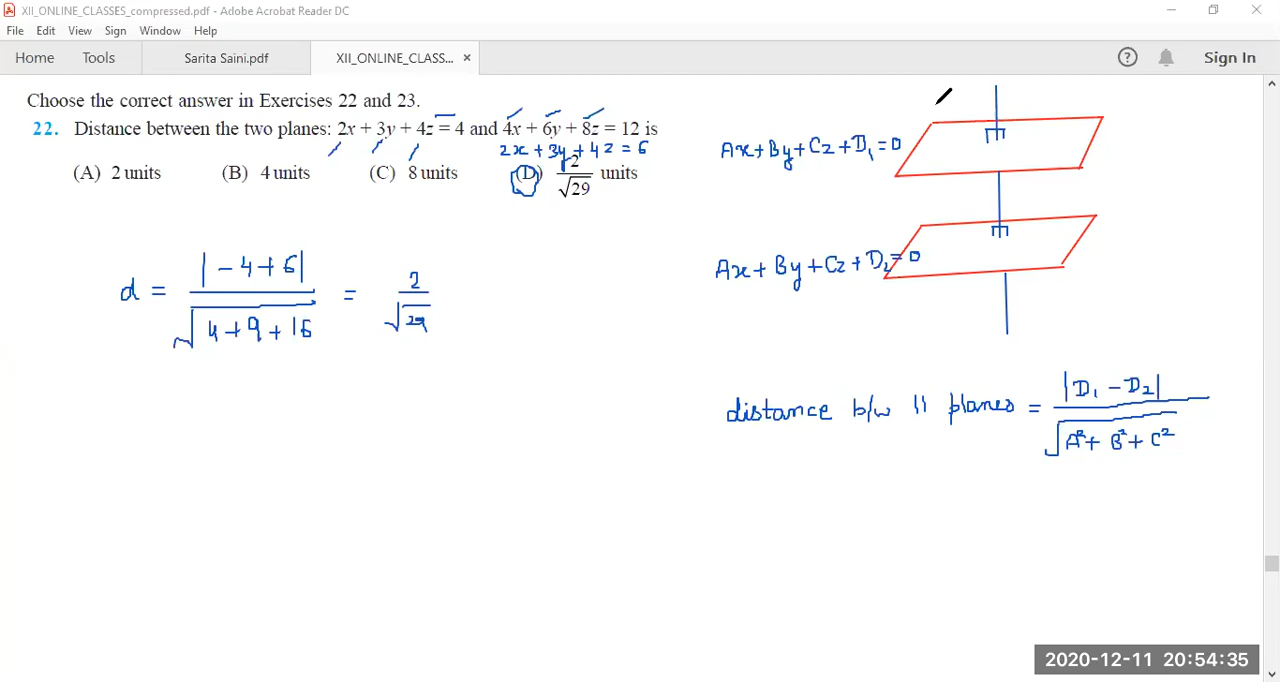 XII_ONLINE_CLASSES_compressed.pdf - Adobe Acrobat Reader DC
File Edit View Sign Window Help
Home Tools Sarita Saini.pdf XII_ONLINE_CLASS... × Sign In
Choose the correct answer in Exercises 22 and 23.
22. Distance between the two planes: 2x + 3y + 4z = 4 and 4x + 6y + 8z = 12 is
2x + 3y + 4z = 6
(A) 2 units (B) 4 units (C) 8 units (D) 2/√29 units
Ax + By + Cz + D₁ = 0
Ax + By + Cz + D₂ = 0
d = |-4+6| / √(4+9+16) = 2/√29
distance b/w || planes = |D₁ - D₂| / √(A² + B² + C²)
2020-12-11 20:54:35